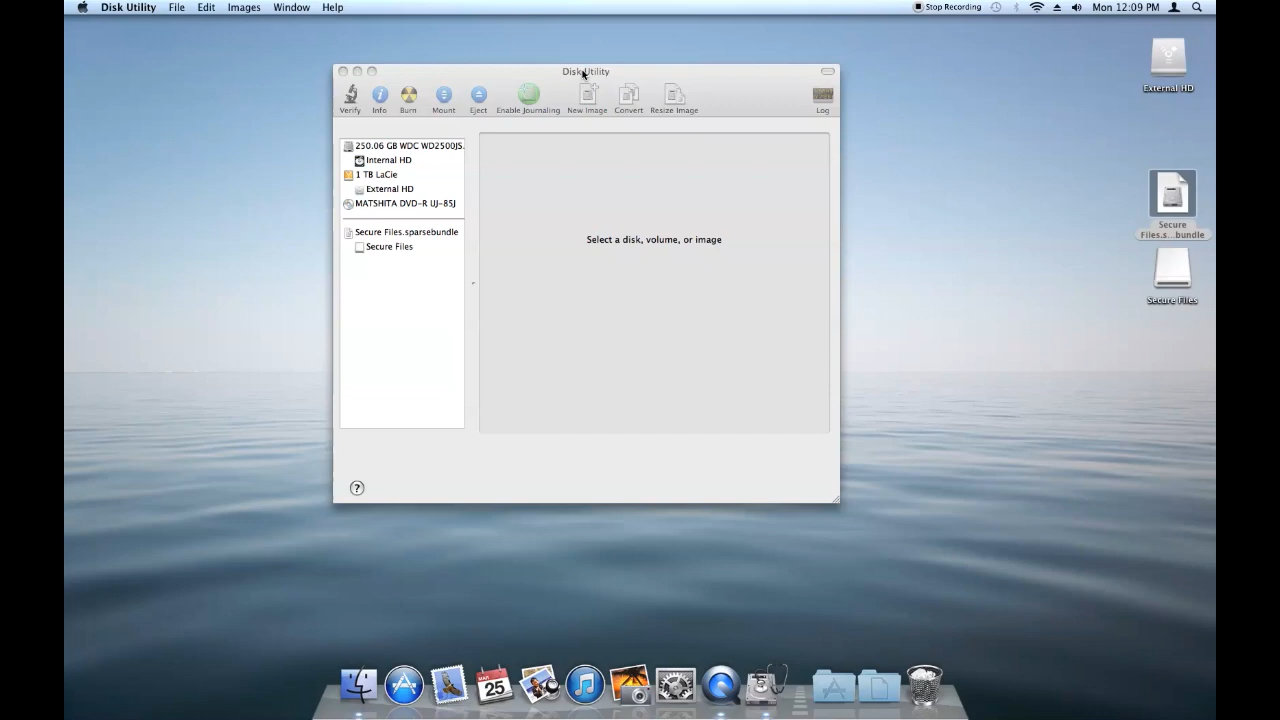 Disk Utility File Edit Images Window Help
Stop Recording Mon 12:09 PM
Disk Utility
Verify Info Burn Mount Eject Enable Journaling New Image Convert Resize Image Log
250.06 GB WDC WD2500JS.
Internal HD
1 TB LaCie
External HD
MATSHITA DVD-R UJ-85J
Secure Files.sparsebundle
Secure Files
Select a disk, volume, or image
?
External HD
Secure
Files.s...bundle
Secure Files
MAR
25